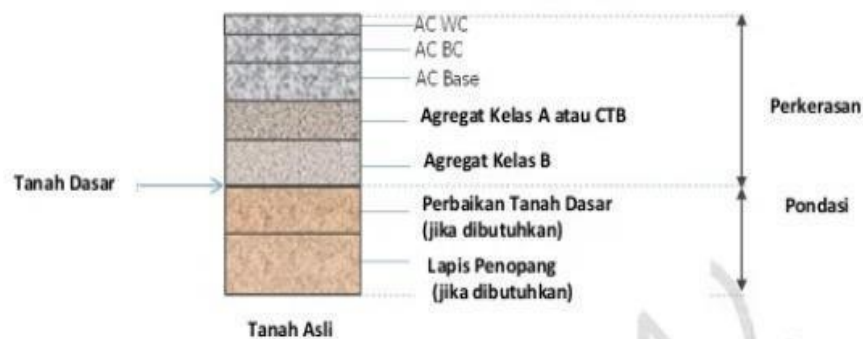 AC WC
AC BC
AC Base
Agregat Kelas A atau CTB
Perkerasan
Agregat Kelas B
Tanah Dasar
Perbaikan Tanah Dasar
(jika dibutuhkan)
Pondasi
Lapis Penopang
(jika dibutuhkan)
Tanah Asli